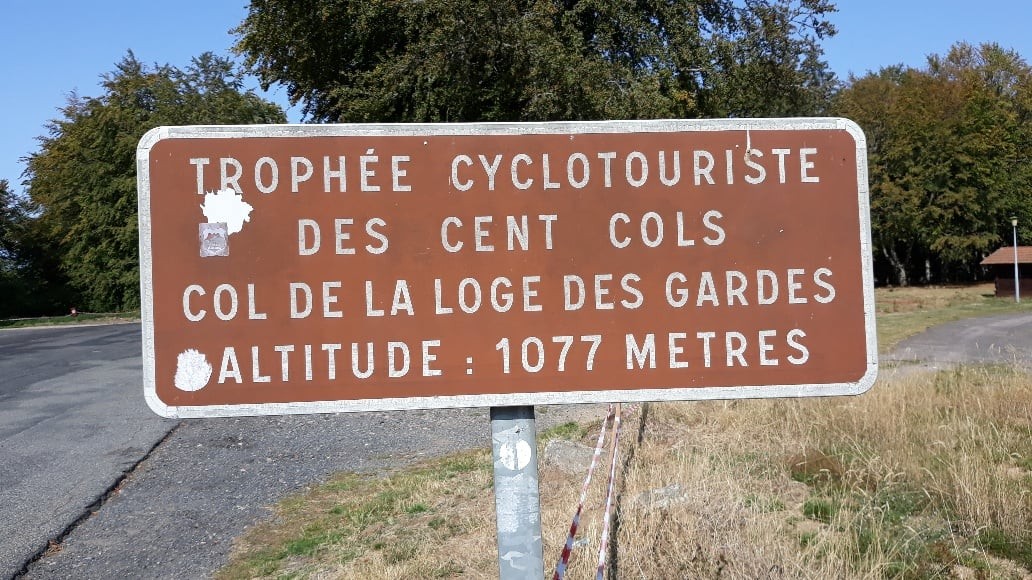 TROPHÉE CYCLOTOURISTE
DES CENT COLS
COL DE LA LOGE DES GARDES
ALTITUDE : 1077 METRES